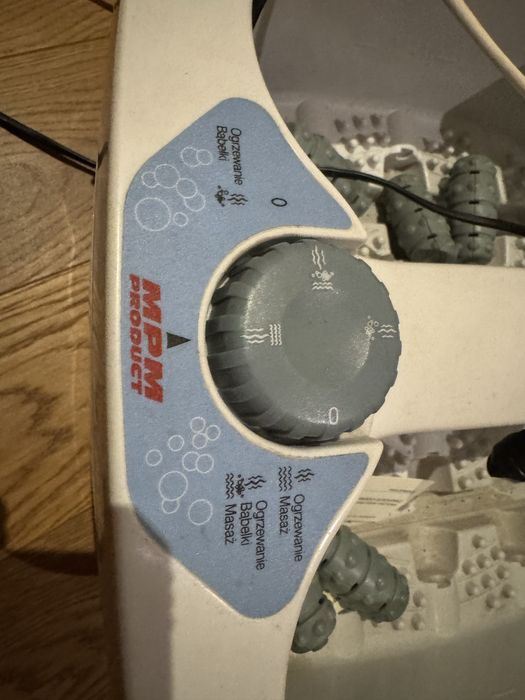 Ogrzewanie
Bąbelki
0
MPM
PRODUCT
0
Ogrzewanie
Masaż
Ogrzewanie
Bąbelki
Masaż